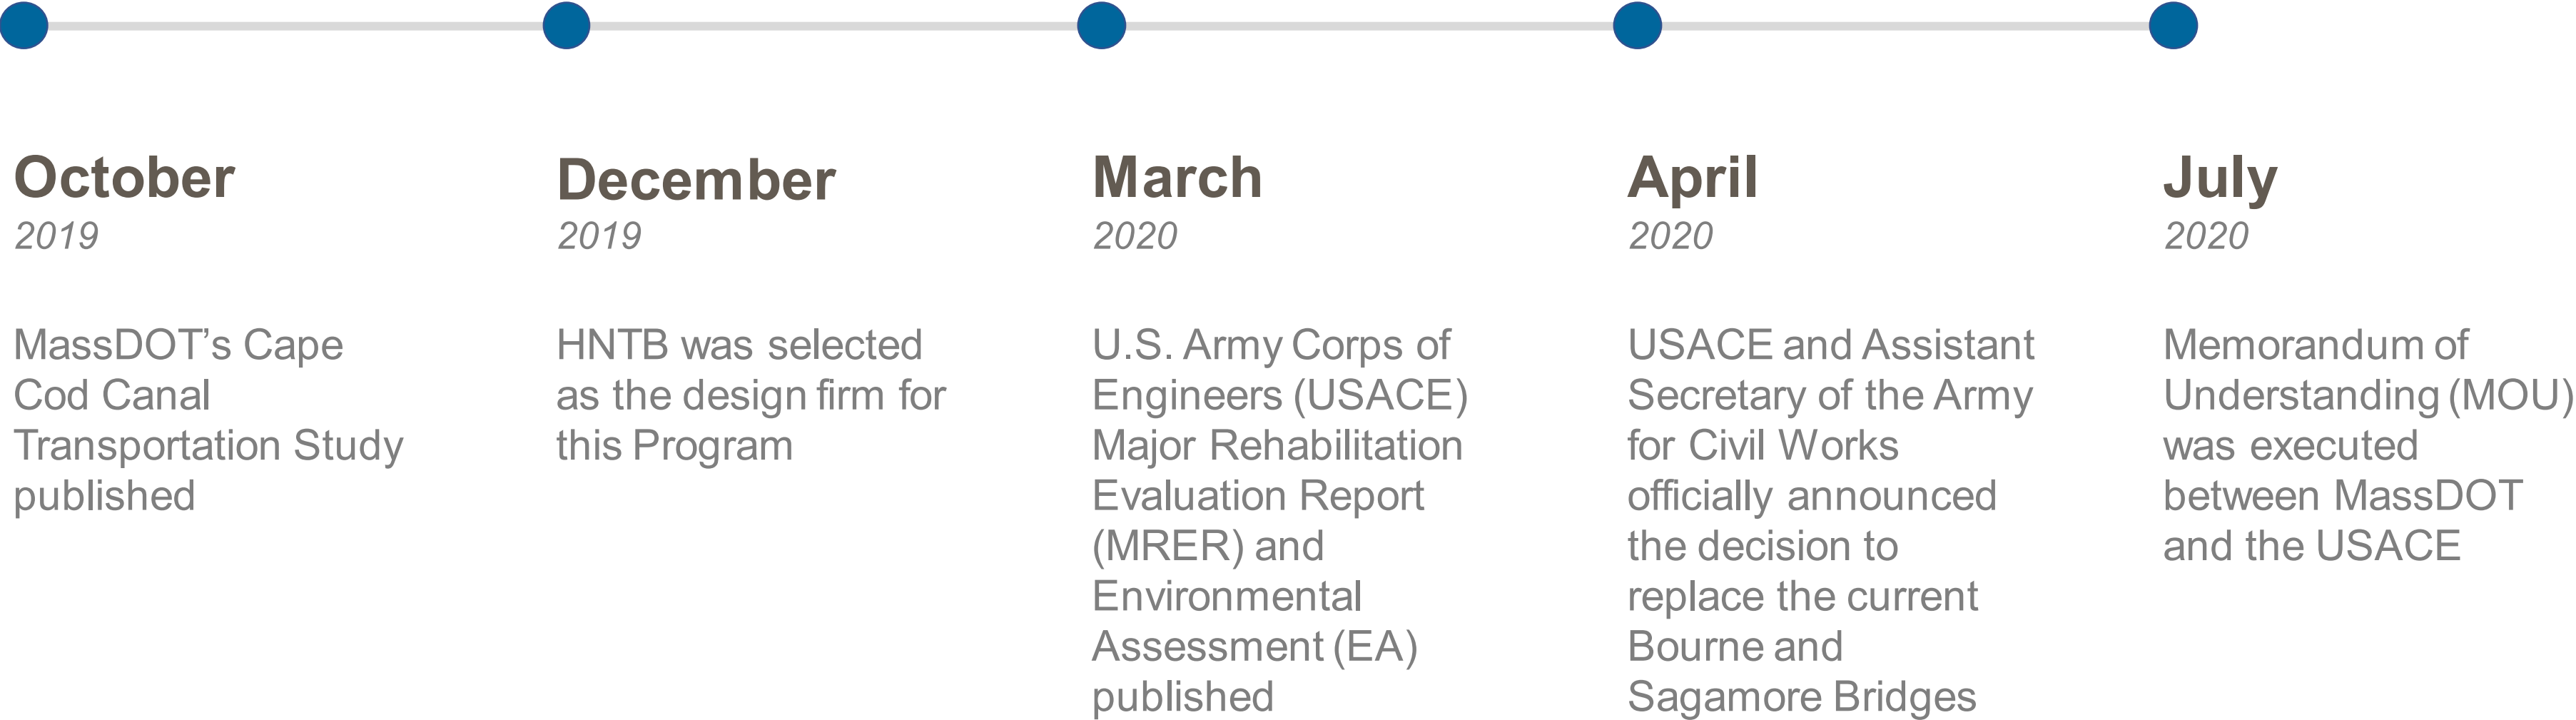 October
2019
MassDOT’s Cape
Cod Canal
Transportation Study
published
December
2019
HNTB was selected
as the design firm for
this Program
March
2020
U.S. Army Corps of
Engineers (USACE)
Major Rehabilitation
Evaluation Report
(MRER) and
Environmental
Assessment (EA)
published
April
2020
USACE and Assistant
Secretary of the Army
for Civil Works
officially announced
the decision to
replace the current
Bourne and
Sagamore Bridges
July
2020
Memorandum of
Understanding (MOU)
was executed
between MassDOT
and the USACE